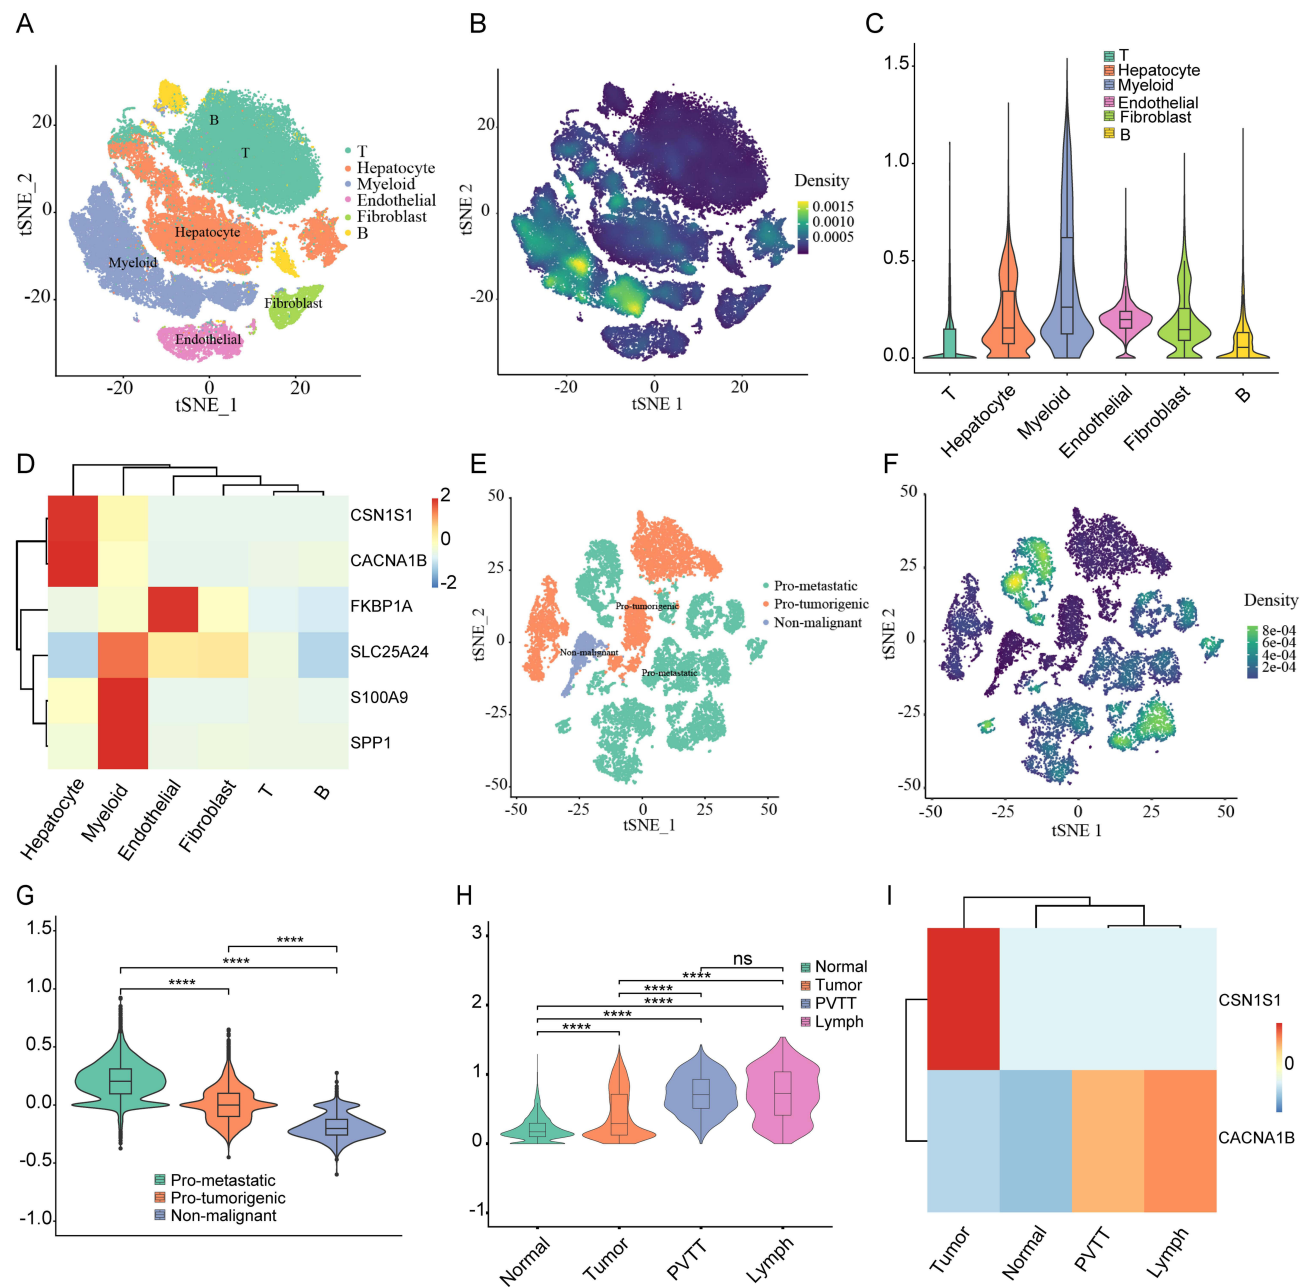 A
tSNE_2
20
0
-20
-20
0
20
tSNE_1
B
T
Hepatocyte
Myeloid
Fibroblast
Endothelial
T
Hepatocyte
Myeloid
Endothelial
Fibroblast
B
B
tSNE 2
20
0
-20
-20
0
20
tSNE 1
Density
0.0015
0.0010
0.0005
C
1.5
1.0
0.5
0.0
T
Hepatocyte
Myeloid
Endothelial
Fibroblast
B
T
Hepatocyte
Myeloid
Endothelial
Fibroblast
B
D
2
0
-2
CSN1S1
CACNA1B
FKBP1A
SLC25A24
S100A9
SPP1
Hepatocyte
Myeloid
Endothelial
Fibroblast
T
B
E
tSNE_2
50
25
0
-25
-50
-50
-25
0
25
50
tSNE_1
Pro-tumorigenic
Non-malignant
Pro-metastatic
Pro-metastatic
Pro-tumorigenic
Non-malignant
F
tSNE 2
50
25
0
-25
-50
-50
-25
0
25
50
tSNE 1
Density
8e-04
6e-04
4e-04
2e-04
G
1.5
1.0
0.5
0.0
-0.5
-1.0
****
****
****
Pro-metastatic
Pro-tumorigenic
Non-malignant
H
3
2
1
0
-1
ns
****
****
****
****
****
Normal
Tumor
PVTT
Lymph
Normal
Tumor
PVTT
Lymph
I
CSN1S1
CACNA1B
0
Tumor
Normal
PVTT
Lymph